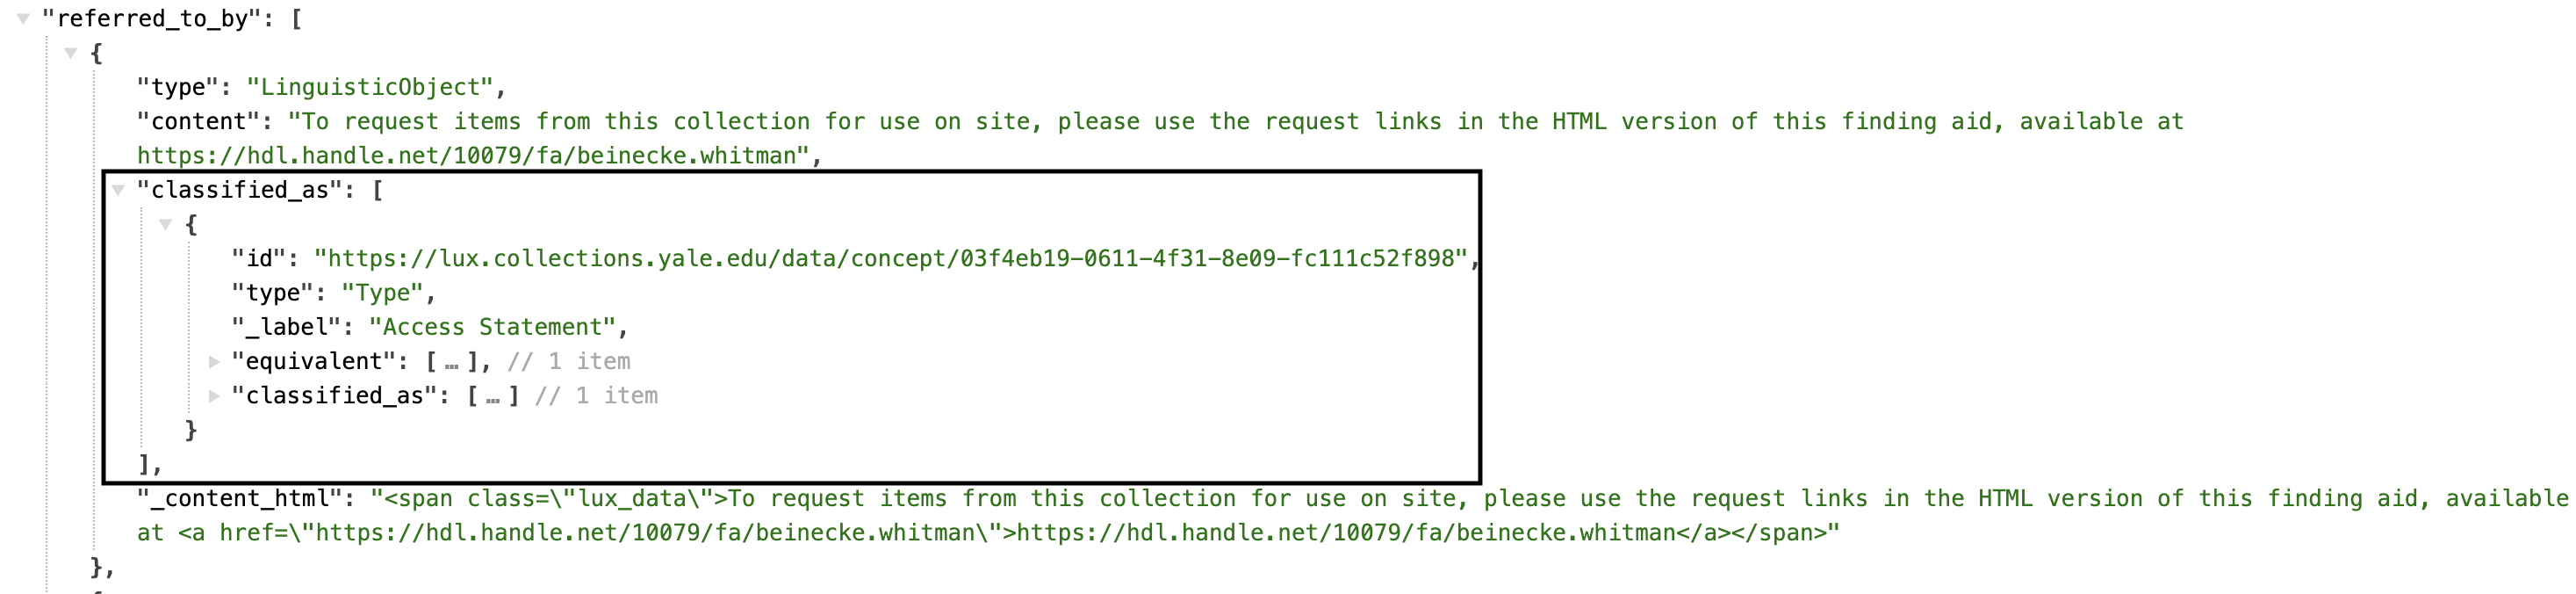 "referred_to_by": [
{
"type": "LinguisticObject",
"content": "To request items from this collection for use on site, please use the request links in the HTML version of this finding aid, available at
https://hdl.handle.net/10079/fa/beinecke.whitman",
"classified_as": [
{
"id": "https://lux.collections.yale.edu/data/concept/03f4eb19-0611-4f31-8e09-fc111c52f898",
"type": "Type",
"_label": "Access Statement",
"equivalent": [ … ], // 1 item
"classified_as": [ … ] // 1 item
}
],
"_content_html": "<span class=\"lux_data\">To request items from this collection for use on site, please use the request links in the HTML version of this finding aid, available
at <a href=\"https://hdl.handle.net/10079/fa/beinecke.whitman\">https://hdl.handle.net/10079/fa/beinecke.whitman</a></span>"
},